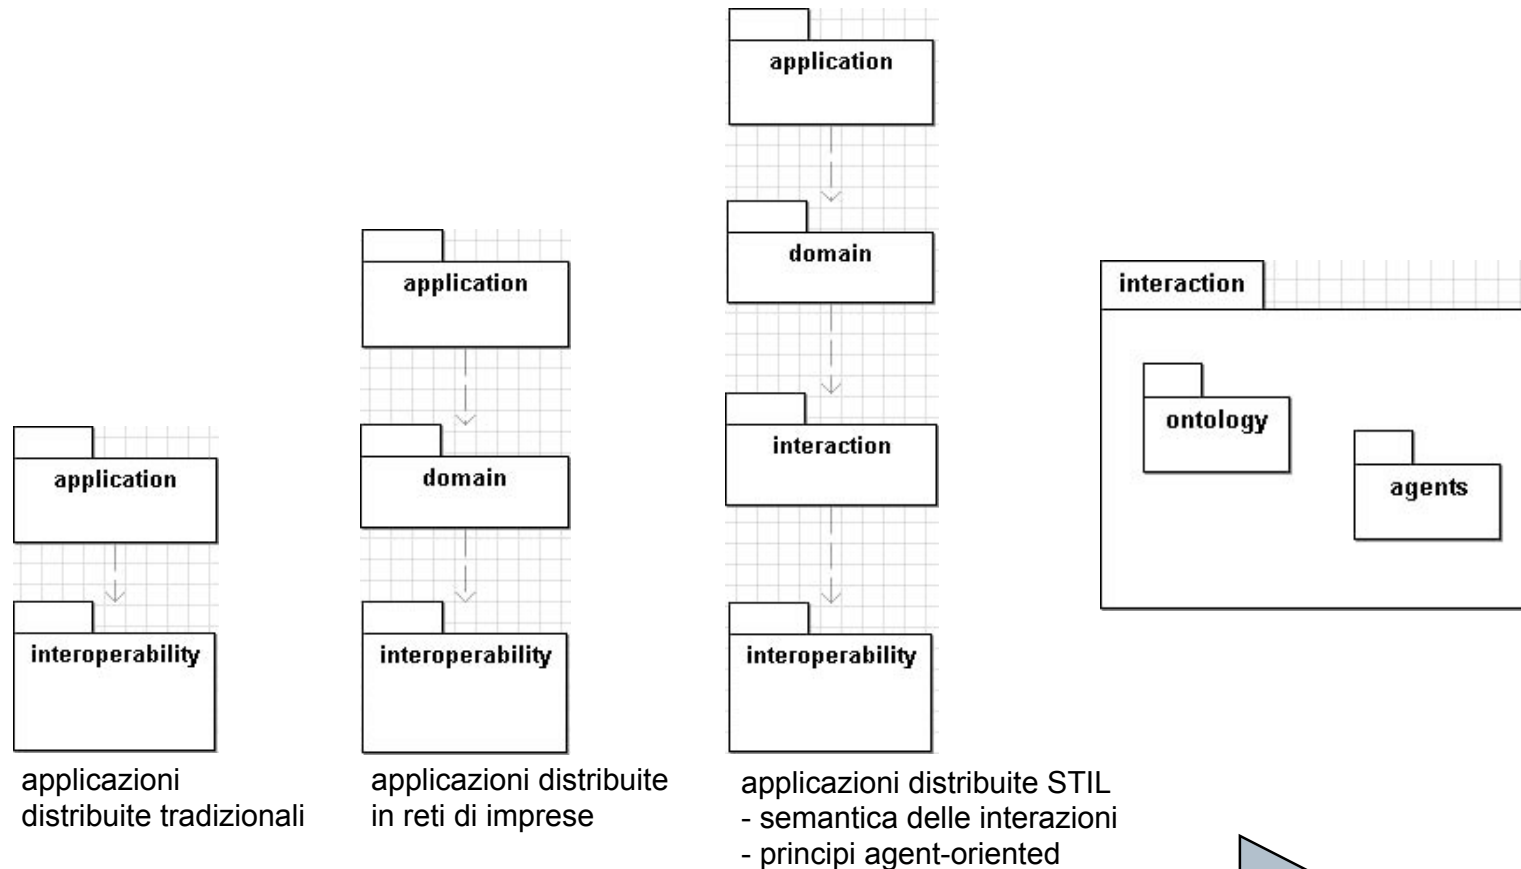 application
interoperability
applicazioni
distribuite tradizionali
application
domain
interoperability
applicazioni distribuite
in reti di imprese
application
domain
interaction
interoperability
applicazioni distribuite STIL
- semantica delle interazioni
- principi agent-oriented
interaction
ontology
agents